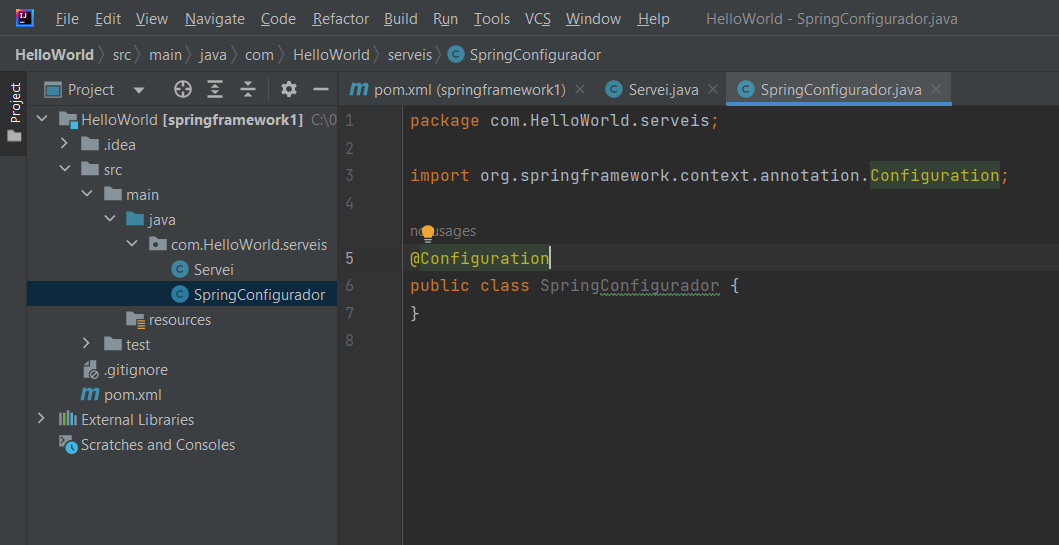 File Edit View Navigate Code Refactor Build Run Tools VCS Window Help HelloWorld - SpringConfigurador.java
HelloWorld src main java com HelloWorld serveis SpringConfigurador
Project
Project
pom.xml (springframework1) Servei.java SpringConfigurador.java
HelloWorld [springframework1] C:\0
.idea
src
main
java
com.HelloWorld.serveis
Servei
SpringConfigurador
resources
test
.gitignore
pom.xml
External Libraries
Scratches and Consoles
1 package com.HelloWorld.serveis;
2
3 import org.springframework.context.annotation.Configuration;
4
no usages
5 @Configuration
6 public class SpringConfigurador {
7 }
8